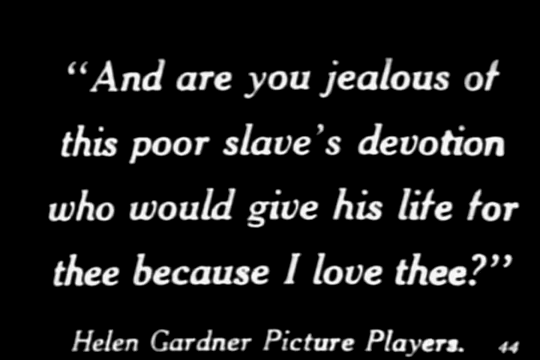 “And are you jealous of
this poor slave’s devotion
who would give his life for
thee because I love thee?”
Helen Gardner Picture Players. 44